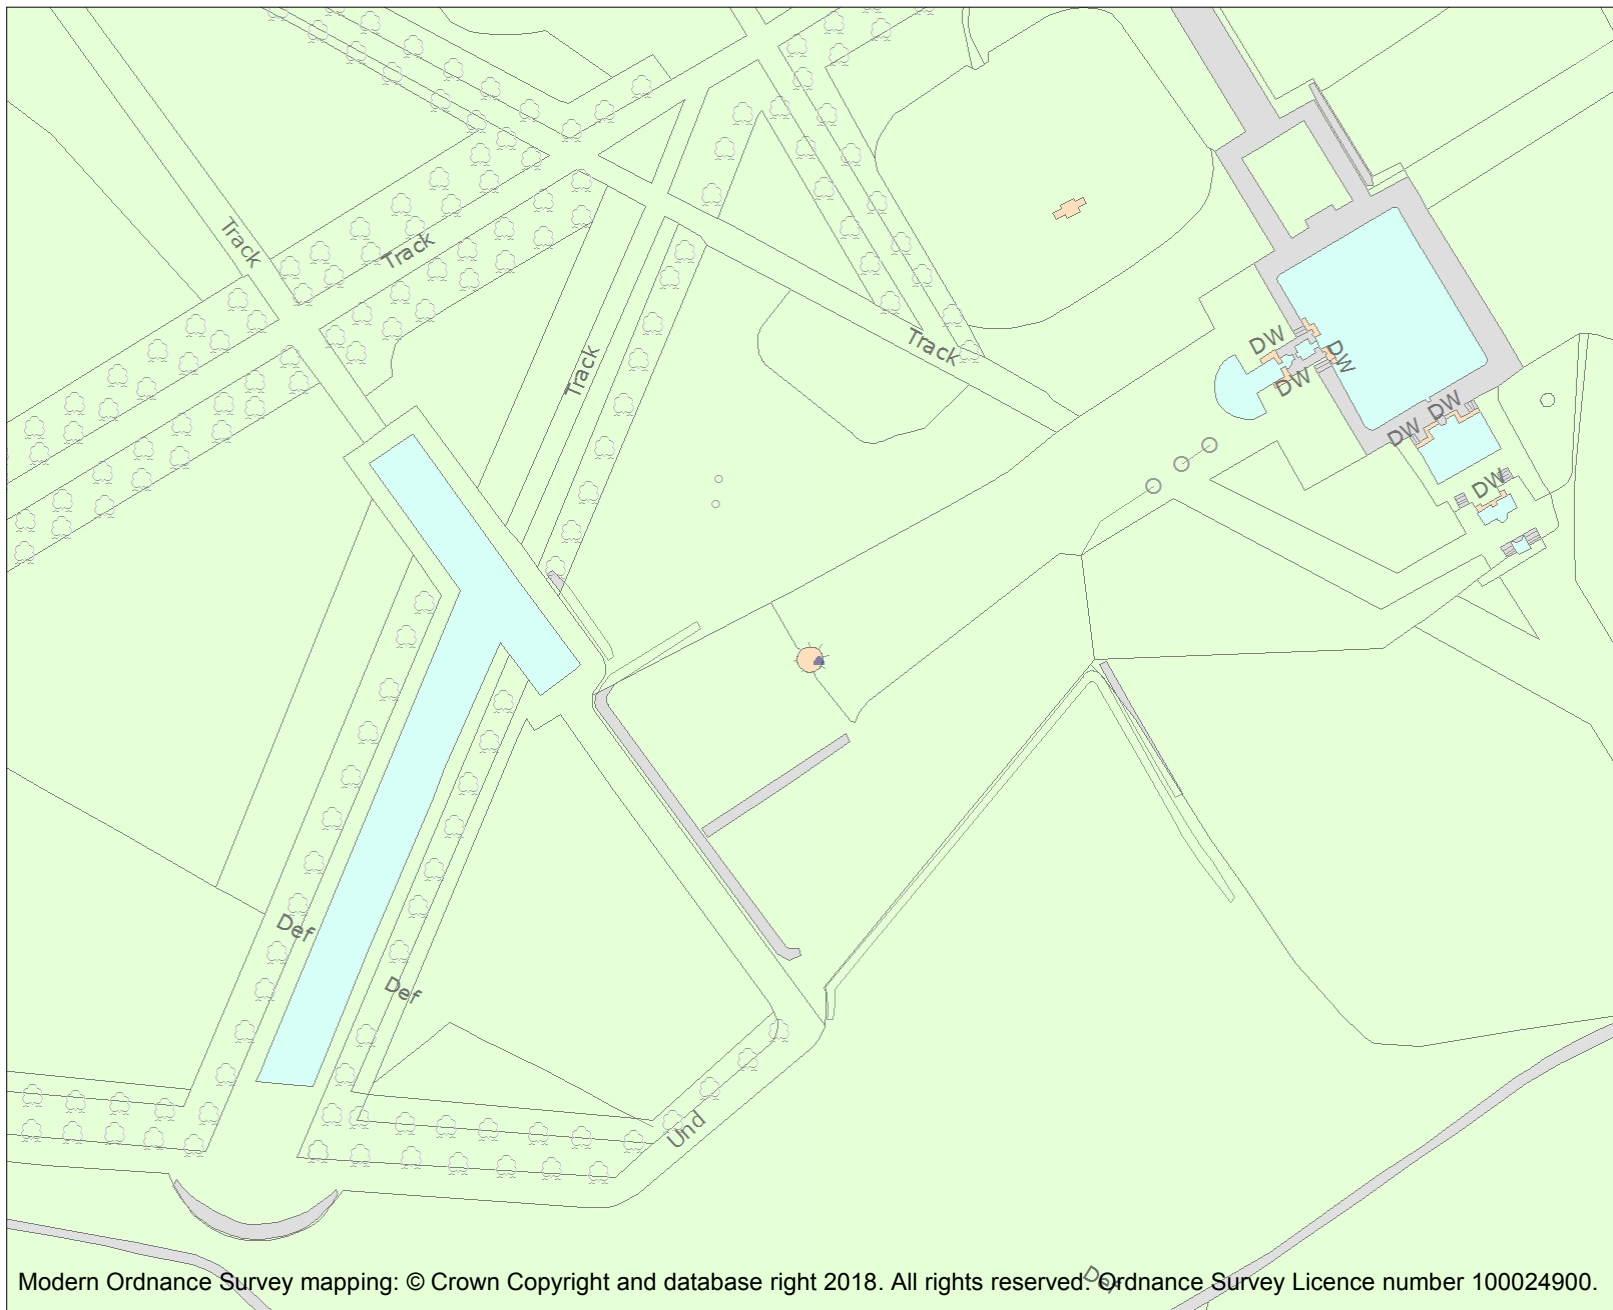 Track
Track
Track
Track
DW
DW
DW
DW
DW
DW
Def
Def
Und
Def
Modern Ordnance Survey mapping: © Crown Copyright and database right 2018. All rights reserved. Ordnance Survey Licence number 100024900.